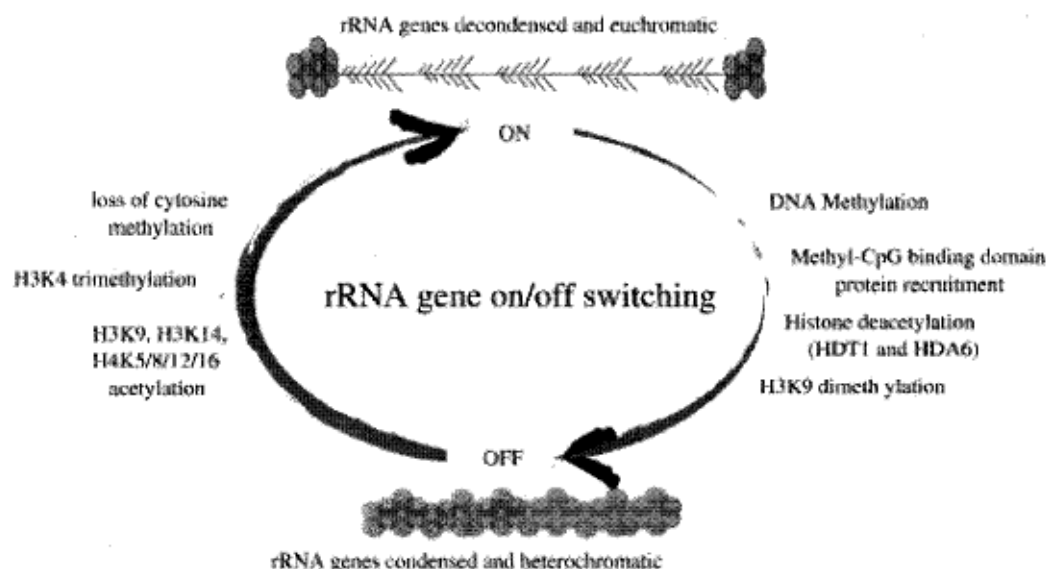 rRNA genes decondensed and euchromatic
ON
loss of cytosine
methylation
H3K4 trimethylation
H3K9, H3K14,
H4K5/8/12/16
acetylation
rRNA gene on/off switching
DNA Methylation
Methyl-CpG binding domain
protein recruitment
Histone deacetylation
(HDT1 and HDA6)
H3K9 dimeth ylation
OFF
rRNA genes condensed and heterochromatic